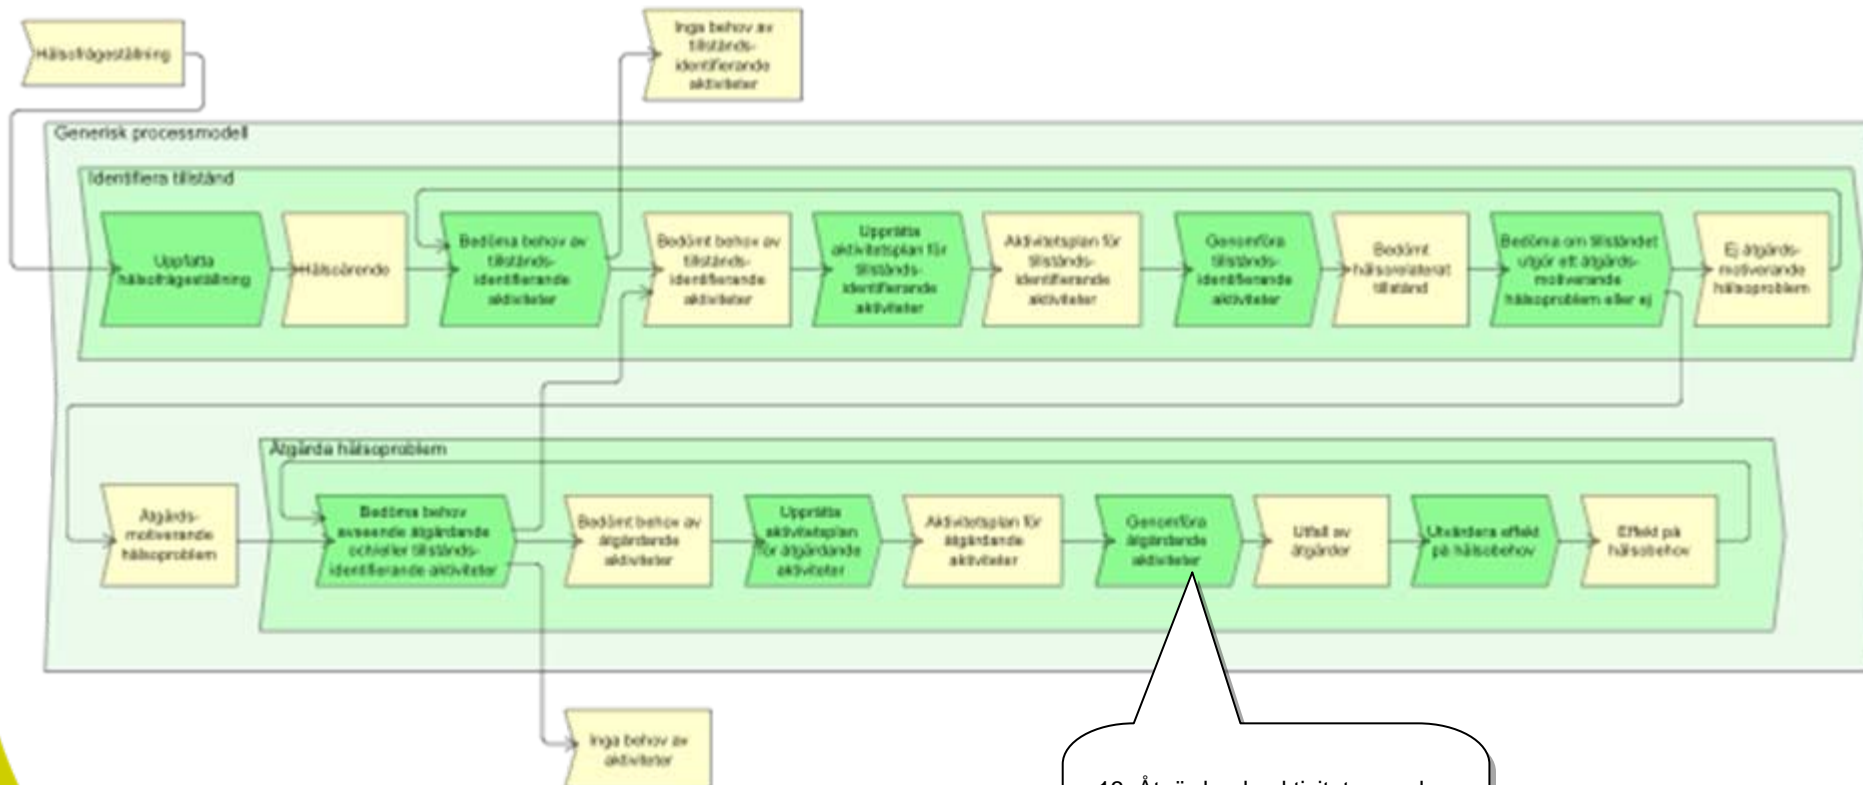 Hälsofrågeställning
Inga behov av
tillstånds-
identifierande
aktiviteter
Generisk processmodell
Identifiera tillstånd
Uppfatta
hälsofrågeställning
Hälsoärende
Bedöma behov av
tillstånds-
identifierande
aktiviteter
Bedömt behov av
tillstånds-
identifierande
aktiviteter
Upprätta
aktivitetsplan för
tillstånds-
identifierande
aktiviteter
Aktivitetsplan för
tillstånds-
identifierande
aktiviteter
Genomföra
tillstånds-
identifierande
aktiviteter
Bedömt
hälsorelaterat
tillstånd
Bedöma om tillståndet
utgör ett åtgärds-
motiverande
hälsoproblem eller ej
Ej åtgärds-
motiverande
hälsoproblem
Åtgärda hälsoproblem
Åtgärds-
motiverande
hälsoproblem
Bedöma behov
avseende åtgärdande
och/eller tillstånds-
identifierande aktiviteter
Bedömt behov av
åtgärdande
aktiviteter
Upprätta
aktivitetsplan
för åtgärdande
aktiviteter
Aktivitetsplan för
åtgärdande
aktiviteter
Genomföra
åtgärdande
aktiviteter
Utfall av
åtgärder
Utvärdera effekt
på hälsobehov
Effekt på
hälsobehov
Inga behov av
aktiviteter